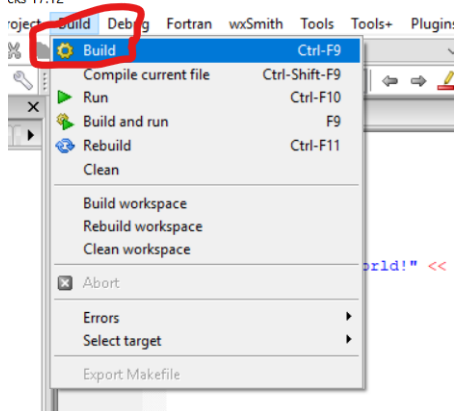 cks 17.12
roject Build Debug Fortran wxSmith Tools Tools+ Plugins
Build Ctrl-F9
Compile current file Ctrl-Shift-F9
Run Ctrl-F10
Build and run F9
Rebuild Ctrl-F11
Clean
Build workspace
Rebuild workspace
Clean workspace
orld!" <<
Abort
Errors
Select target
Export Makefile